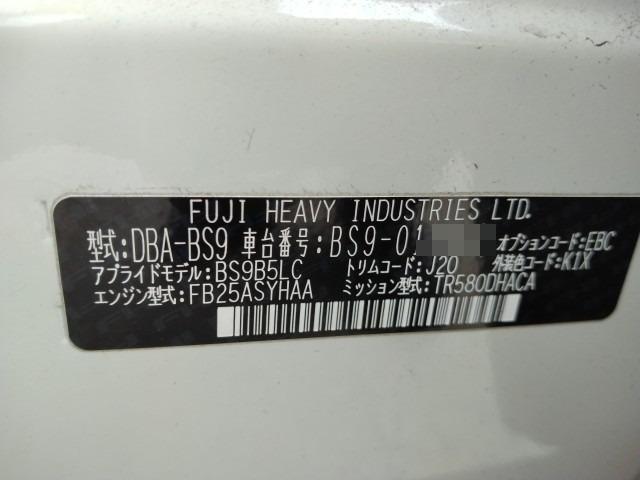 FUJI HEAVY INDUSTRIES LTD.
型式:DBA-BS9 車台番号:BS9-01 オプションコード:EBC
アプライドモデル:BS9B5LC トリムコード:J20 外装色コード:K1X
エンジン型式:FB25ASYHAA ミッション型式:TR580DHACA